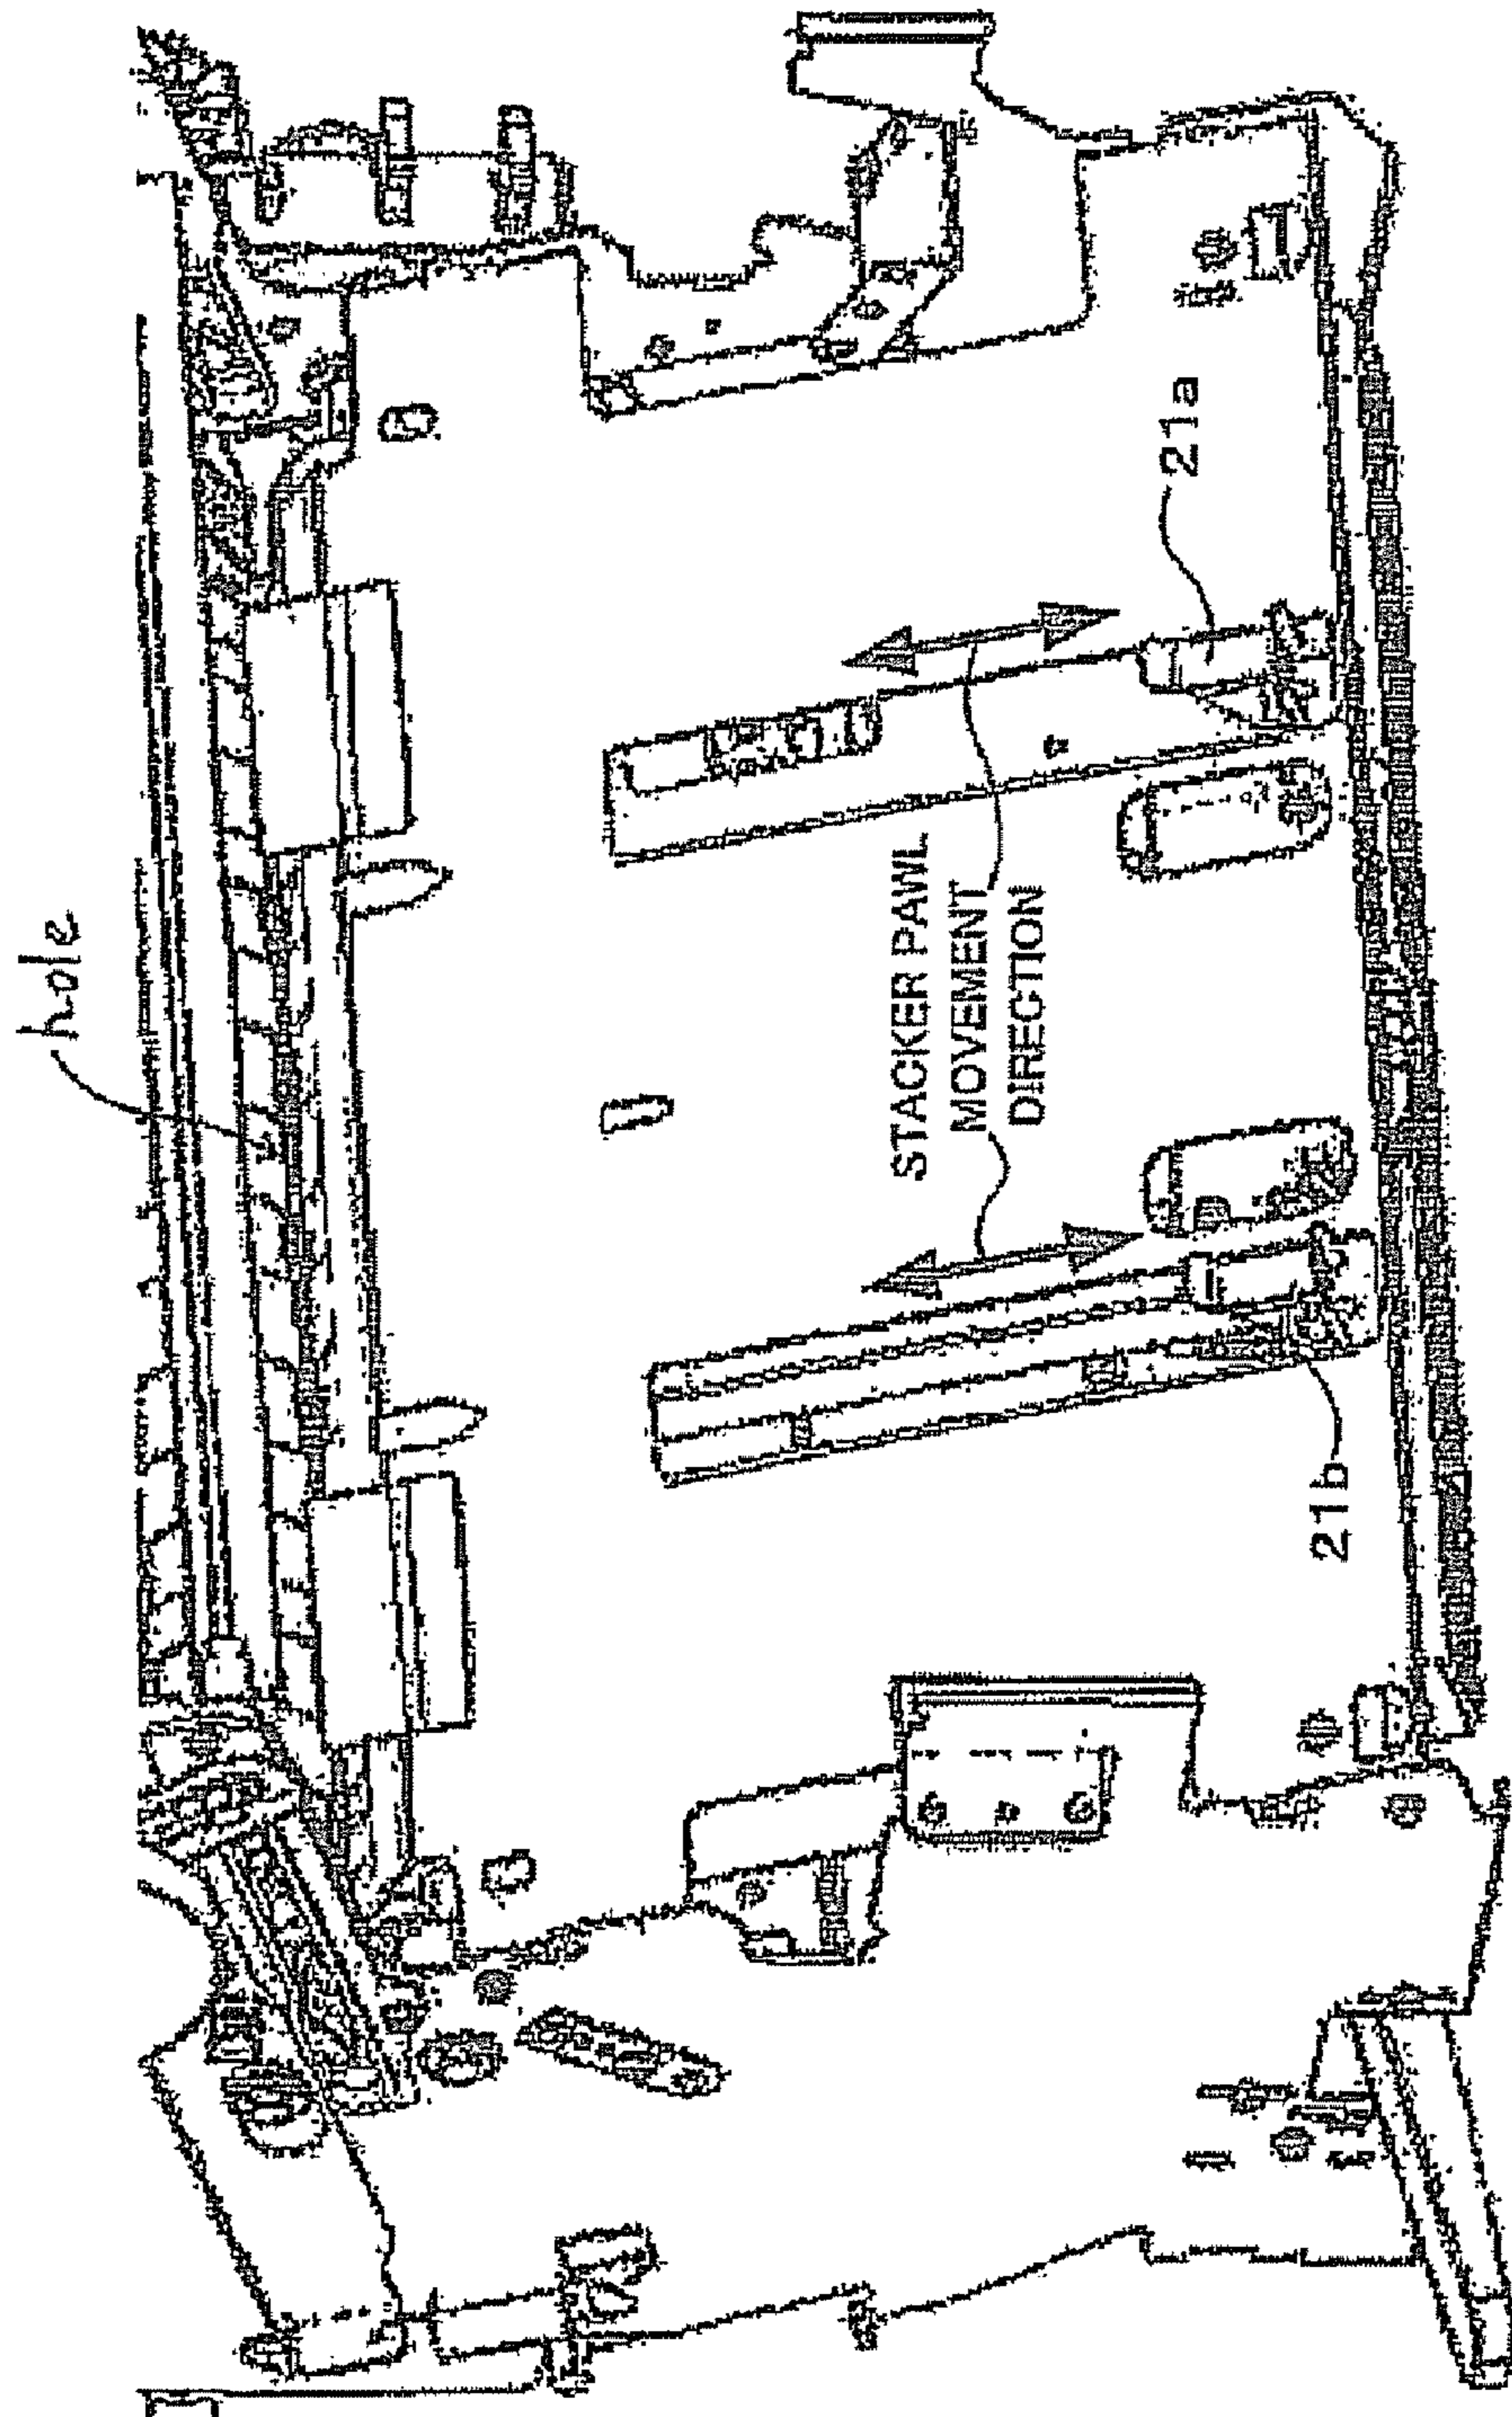 hole
21a
STACKER PAWL
MOVEMENT
DIRECTION
21b